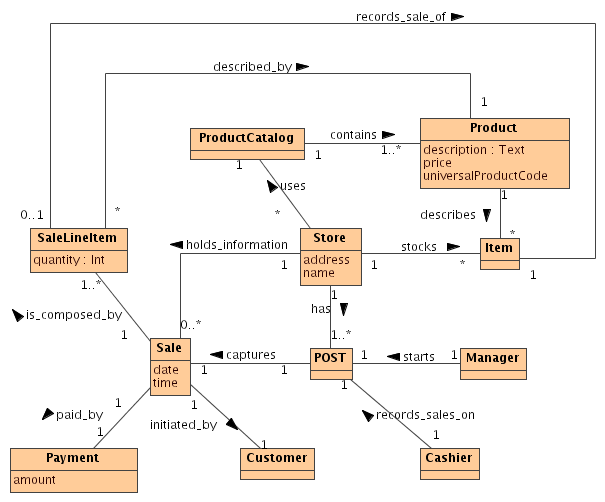 records_sale_of
described_by
1
ProductCatalog
contains
Product
1
1
1..*
description : Text
price
universalProductCode
uses
1
0..1
*
*
describes
*
SaleLineItem
quantity : Int
holds_information
Store
stocks
Item
1
address
name
1
*
1
1..*
has
1
is_composed_by
1
0..*
1..*
Sale
date
time
captures
1
1
POST
1
starts
1
Manager
1
1
1
paid_by
1
initiated_by
1
records_sales_on
1
Payment
amount
Customer
Cashier